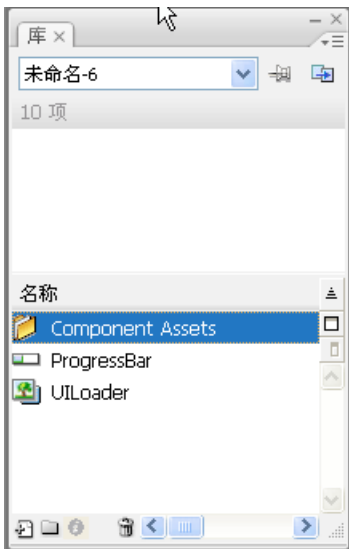 库
未命名-6
10 项
名称
Component Assets
ProgressBar
UILoader